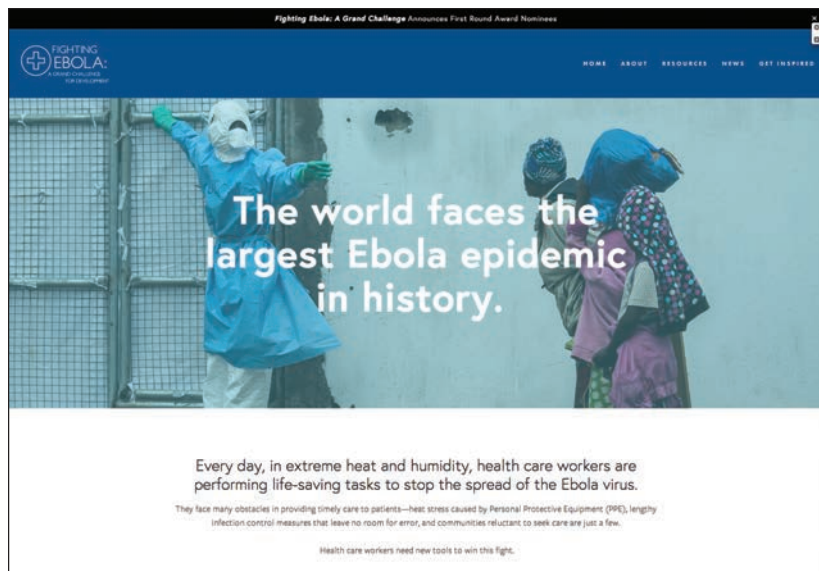 Fighting Ebola: A Grand Challenge Announces First Round Award Nominees
FIGHTING
EBOLA:
A GRAND CHALLENGE
FOR DEVELOPMENT
HOME ABOUT RESOURCES NEWS GET INSPIRED
The world faces the
largest Ebola epidemic
in history.
Every day, in extreme heat and humidity, health care workers are
performing life-saving tasks to stop the spread of the Ebola virus.
They face many obstacles in providing timely care to patients—heat stress caused by Personal Protective Equipment (PPE), lengthy
infection control measures that leave no room for error, and communities reluctant to seek care are just a few.
Health care workers need new tools to win this fight.